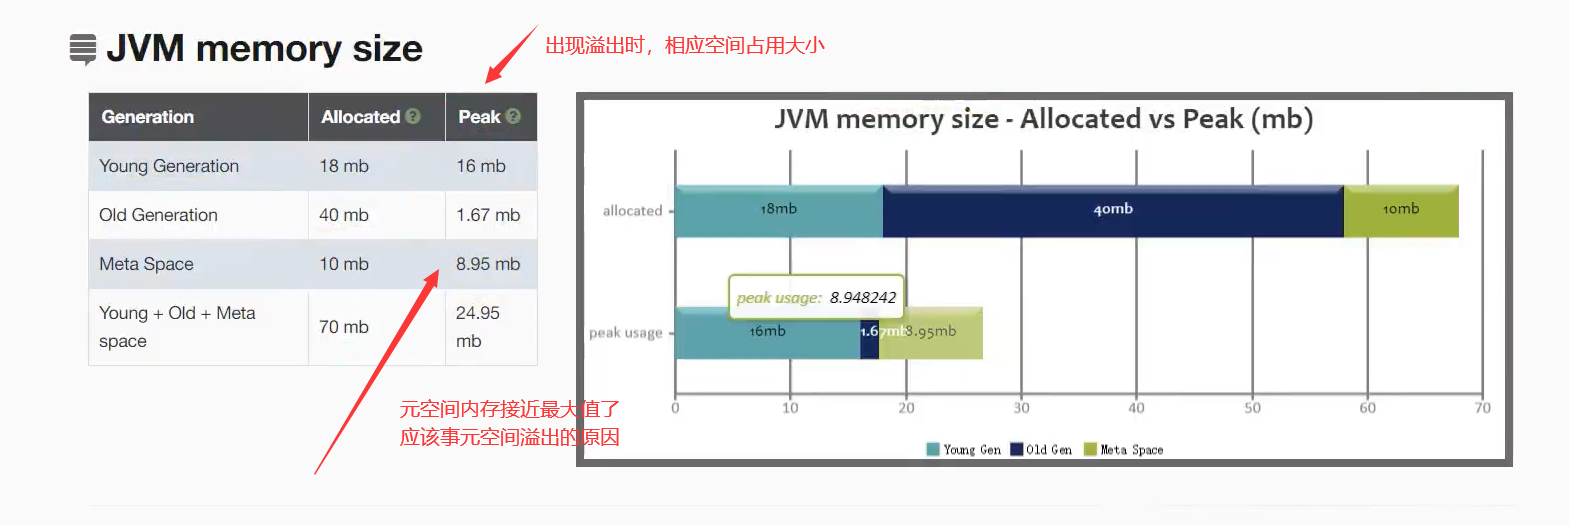 JVM memory size
出现溢出时，相应空间占用大小
Generation Allocated ? Peak ?
Young Generation 18 mb 16 mb
Old Generation 40 mb 1.67 mb
Meta Space 10 mb 8.95 mb
Young + Old + Meta space 70 mb 24.95 mb
元空间内存接近最大值了
应该事元空间溢出的原因
JVM memory size - Allocated vs Peak (mb)
allocated 18mb 40mb 10mb
peak usage: 8.948242
peak usage 16mb 1.67mb 8.95mb
0 10 20 30 40 50 60 70
Young Gen Old Gen Meta Space